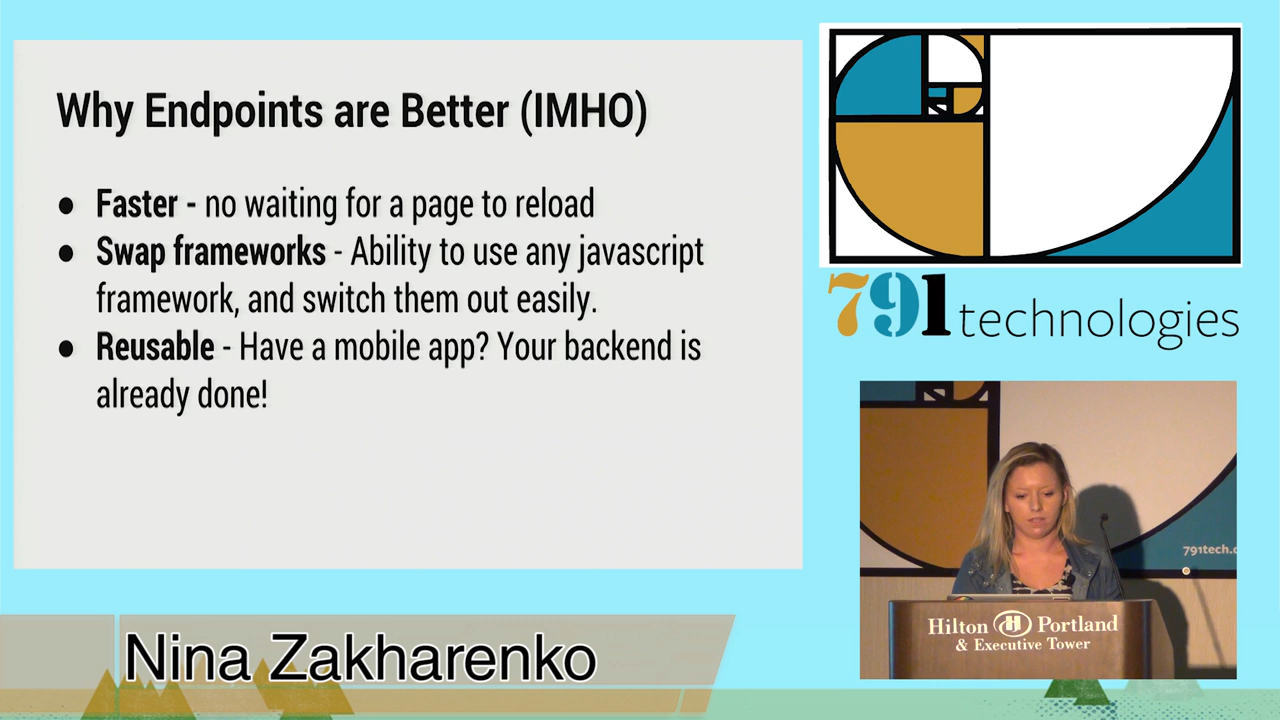 Why Endpoints are Better (IMHO)
● Faster - no waiting for a page to reload
● Swap frameworks - Ability to use any javascript
framework, and switch them out easily.
● Reusable - Have a mobile app? Your backend is
already done!
791 technologies
791tech.c
Hilton H Portland
& Executive Tower
Nina Zakharenko